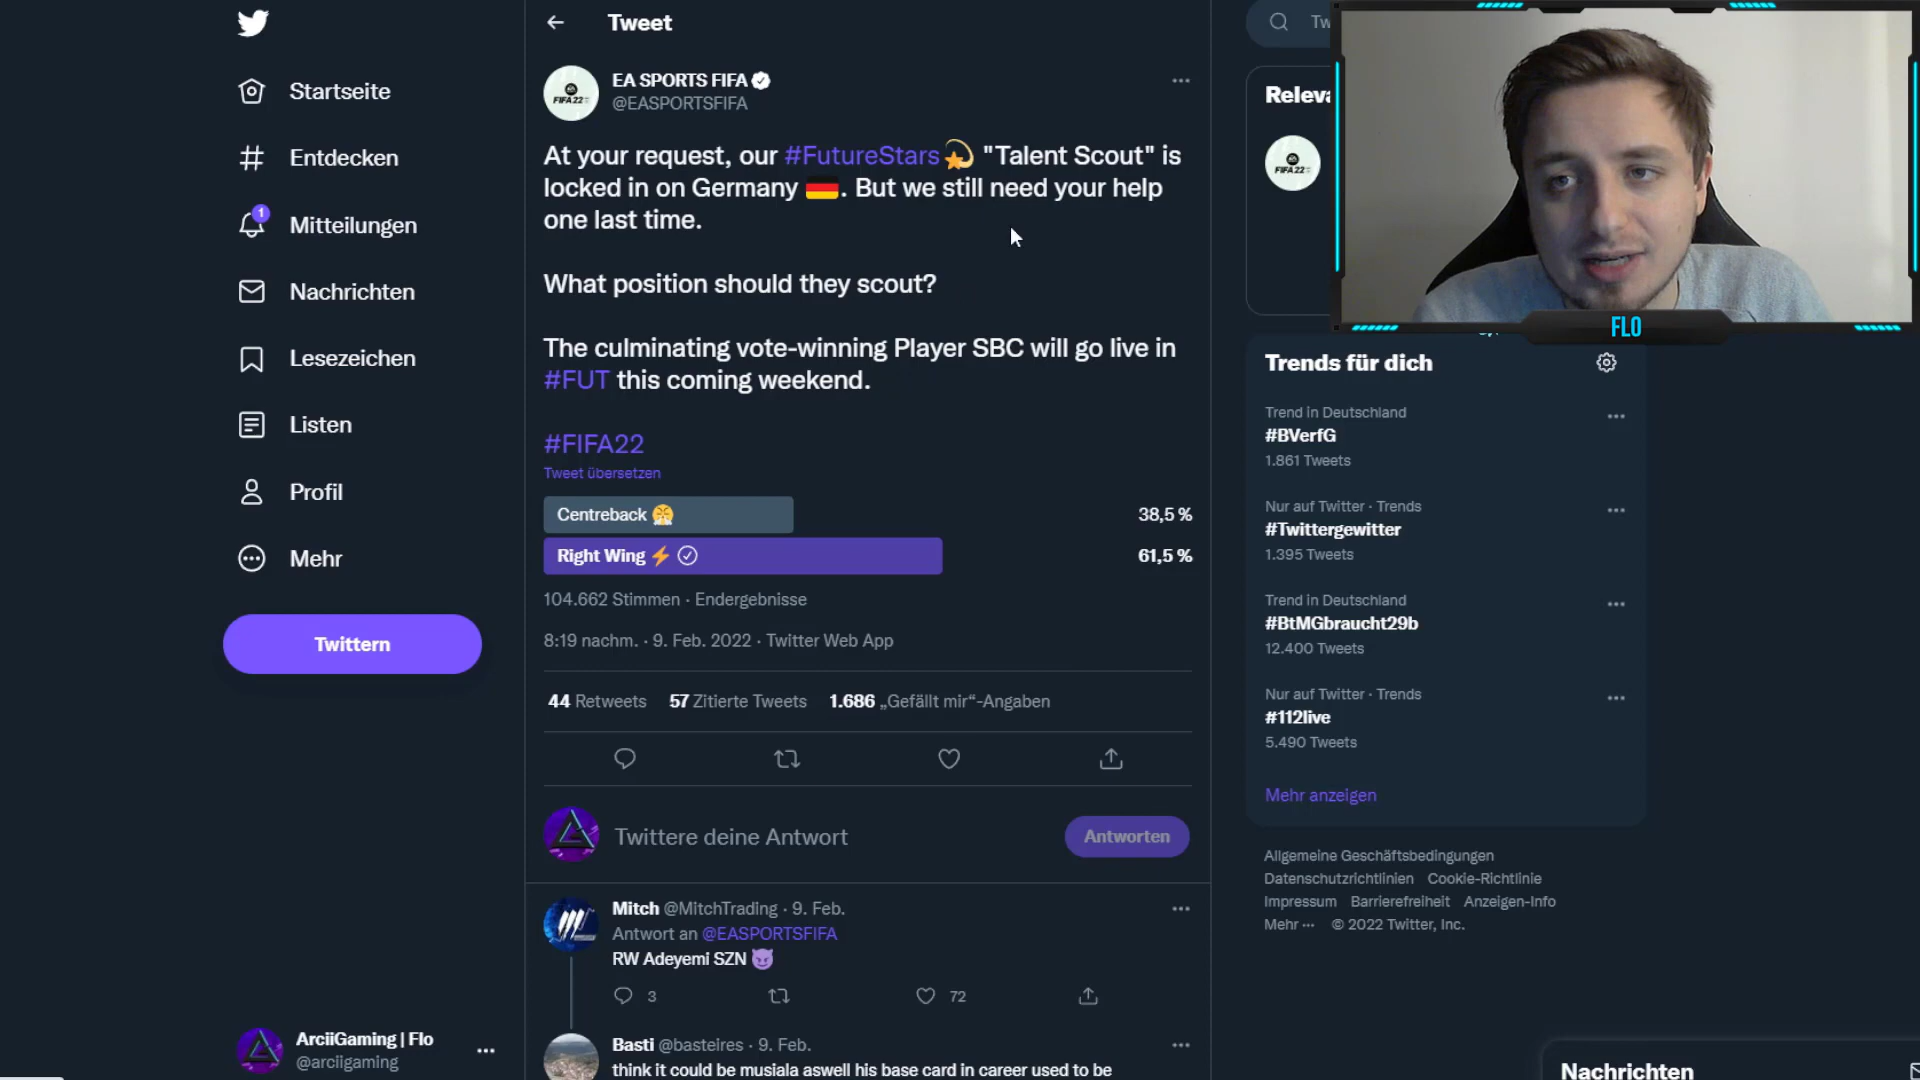 Startseite
Entdecken
1
Mitteilungen
Nachrichten
Lesezeichen
Listen
Profil
Mehr
Twittern
ArciiGaming | Flo
@arciigaming
Tweet
EA SPORTS FIFA
@EASPORTSFIFA
FIFA 22
At your request, our #FutureStars💫 "Talent Scout" is
locked in on Germany 🇩🇪. But we still need your help
one last time.
What position should they scout?
The culminating vote-winning Player SBC will go live in
#FUT this coming weekend.
#FIFA22
Tweet übersetzen
Centreback 😤 38,5 %
Right Wing ⚡ 61,5 %
104.662 Stimmen · Endergebnisse
8:19 nachm. · 9. Feb. 2022 · Twitter Web App
44 Retweets 57 Zitierte Tweets 1.686 „Gefällt mir“-Angaben
Twittere deine Antwort
Antworten
Mitch @MitchTrading · 9. Feb.
Antwort an @EASPORTSFIFA
RW Adeyemi SZN 😈
3 72
Basti @basteires · 9. Feb.
think it could be musiala aswell his base card in career used to be
Tw
Releva
FIFA 22
FLO
Trends für dich
Trend in Deutschland
#BVerfG
1.861 Tweets
Nur auf Twitter · Trends
#Twittergewitter
1.395 Tweets
Trend in Deutschland
#BtMGbraucht29b
12.400 Tweets
Nur auf Twitter · Trends
#112live
5.490 Tweets
Mehr anzeigen
Allgemeine Geschäftsbedingungen
Datenschutzrichtlinien Cookie-Richtlinie
Impressum Barrierefreiheit Anzeigen-Info
Mehr ··· © 2022 Twitter, Inc.
Nachrichten